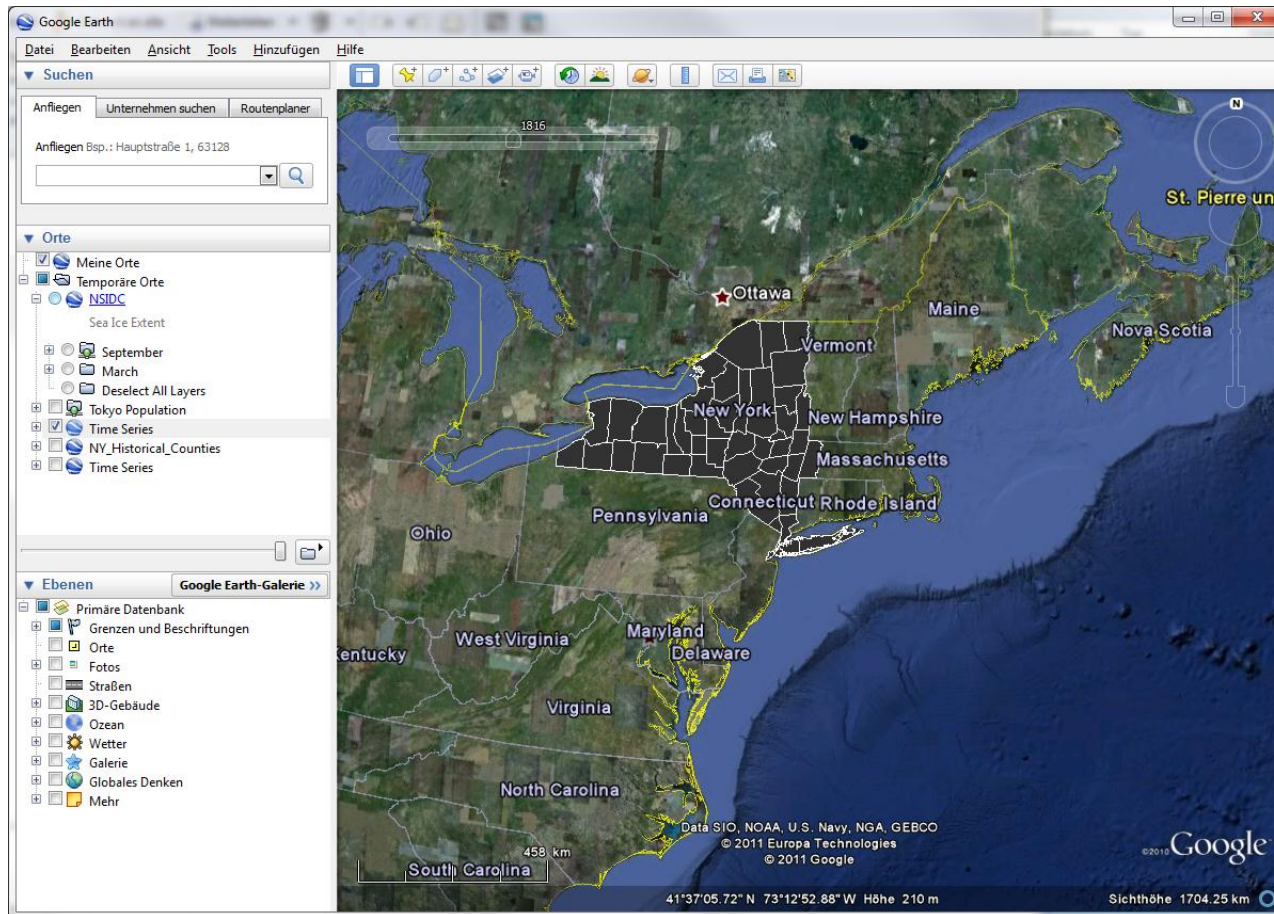 Google Earth
Datei Bearbeiten Ansicht Tools Hinzufügen Hilfe
Suchen
Anfliegen Unternehmen suchen Routenplaner
Anfliegen Bsp.: Hauptstraße 1, 63128
Orte
Meine Orte
Temporäre Orte
NSIDC
Sea Ice Extent
September
March
Deselect All Layers
Tokyo Population
Time Series
NY_Historical_Counties
Time Series
Ebenen Google Earth-Galerie >>
Primäre Datenbank
Grenzen und Beschriftungen
Orte
Fotos
Straßen
3D-Gebäude
Ozean
Wetter
Galerie
Globales Denken
Mehr
1816
N
St. Pierre un
Ottawa
Maine
Nova Scotia
Vermont
New York
New Hampshire
Massachusetts
Connecticut Rhode Island
Pennsylvania
Ohio
Maryland
West Virginia
Delaware
Kentucky
Virginia
North Carolina
South Carolina
458 km
Data SIO, NOAA, U.S. Navy, NGA, GEBCO
© 2011 Europa Technologies
© 2011 Google
©2010 Google
41°37'05.72" N 73°12'52.88" W Höhe 210 m
Sichthöhe 1704.25 km